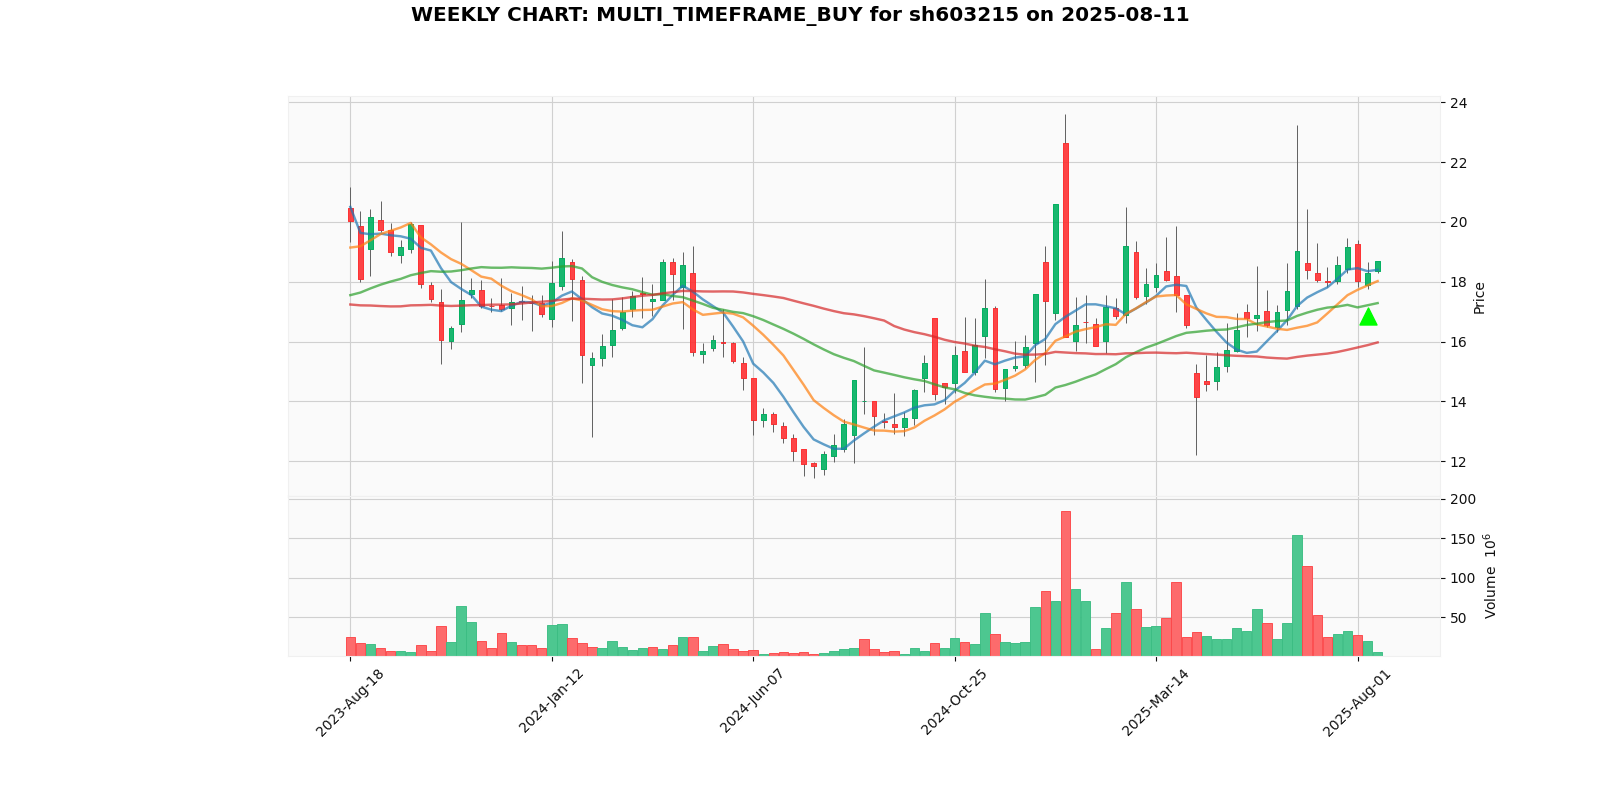 WEEKLY CHART: MULTI_TIMEFRAME_BUY for sh603215 on 2025-08-11
24
22
20
18
16
14
12
Price
200
150
100
50
Volume 10⁶
2023-Aug-18
2024-Jan-12
2024-Jun-07
2024-Oct-25
2025-Mar-14
2025-Aug-01